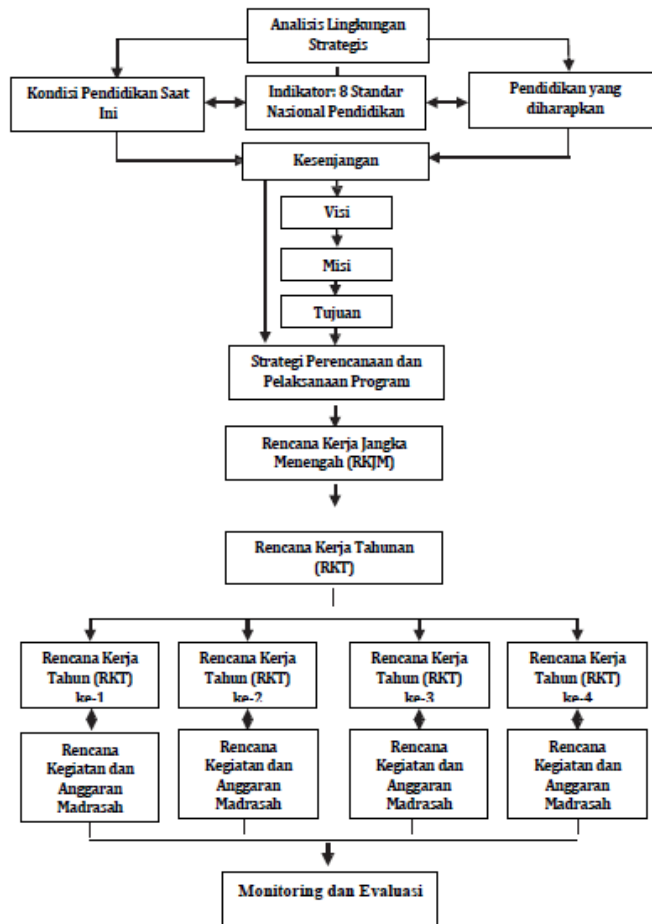 Analisis Lingkungan
Strategis
Kondisi Pendidikan Saat
Ini
Indikator: 8 Standar
Nasional Pendidikan
Pendidikan yang
diharapkan
Kesenjangan
Visi
Misi
Tujuan
Strategi Perencanaan dan
Pelaksanaan Program
Rencana Kerja Jangka
Menengah (RKJM)
Rencana Kerja Tahunan
(RKT)
Rencana Kerja
Tahun (RKT)
ke-1
Rencana Kerja
Tahun (RKT)
ke-2
Rencana Kerja
Tahun (RKT)
ke-3
Rencana Kerja
Tahun (RKT)
ke-4
Rencana
Kegiatan dan
Anggaran
Madrasah
Rencana
Kegiatan dan
Anggaran
Madrasah
Rencana
Kegiatan dan
Anggaran
Madrasah
Rencana
Kegiatan dan
Anggaran
Madrasah
Monitoring dan Evaluasi